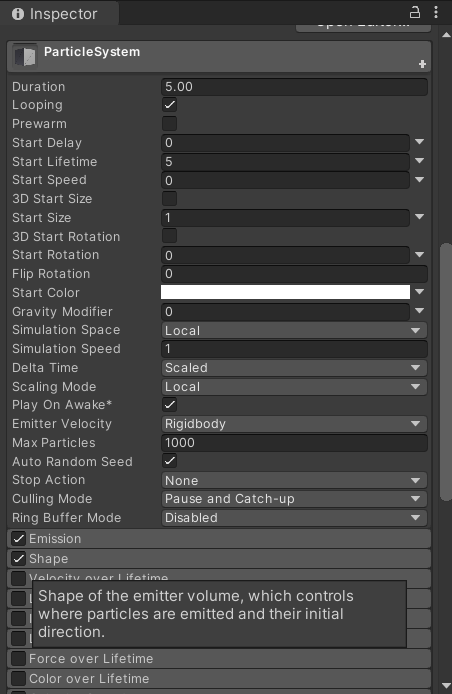 Inspector
ParticleSystem
Duration 5.00
Looping
Prewarm
Start Delay 0
Start Lifetime 5
Start Speed 0
3D Start Size
Start Size 1
3D Start Rotation
Start Rotation 0
Flip Rotation 0
Start Color
Gravity Modifier 0
Simulation Space Local
Simulation Speed 1
Delta Time Scaled
Scaling Mode Local
Play On Awake*
Emitter Velocity Rigidbody
Max Particles 1000
Auto Random Seed
Stop Action None
Culling Mode Pause and Catch-up
Ring Buffer Mode Disabled
Emission
Shape
Velocity over Lifetime
Shape of the emitter volume, which controls
where particles are emitted and their initial
direction.
Force over Lifetime
Color over Lifetime